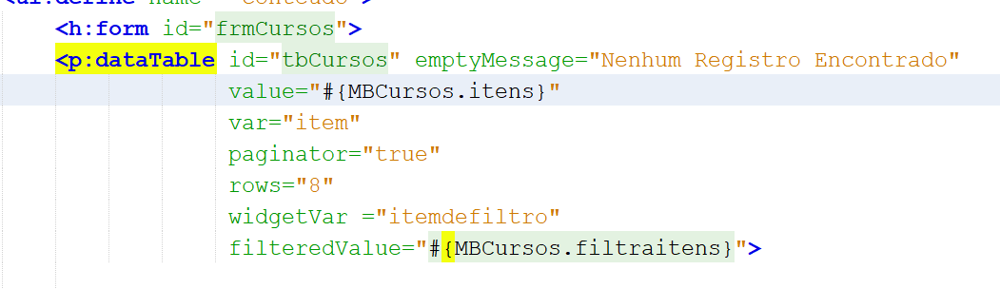 <ui:define name = "conteudo">
<h:form id="frmCursos">
<p:dataTable id="tbCursos" emptyMessage="Nenhum Registro Encontrado"
value="#{MBCursos.itens}"
var="item"
paginator="true"
rows="8"
widgetVar ="itemdefiltro"
filteredValue="#{MBCursos.filtraitens}">